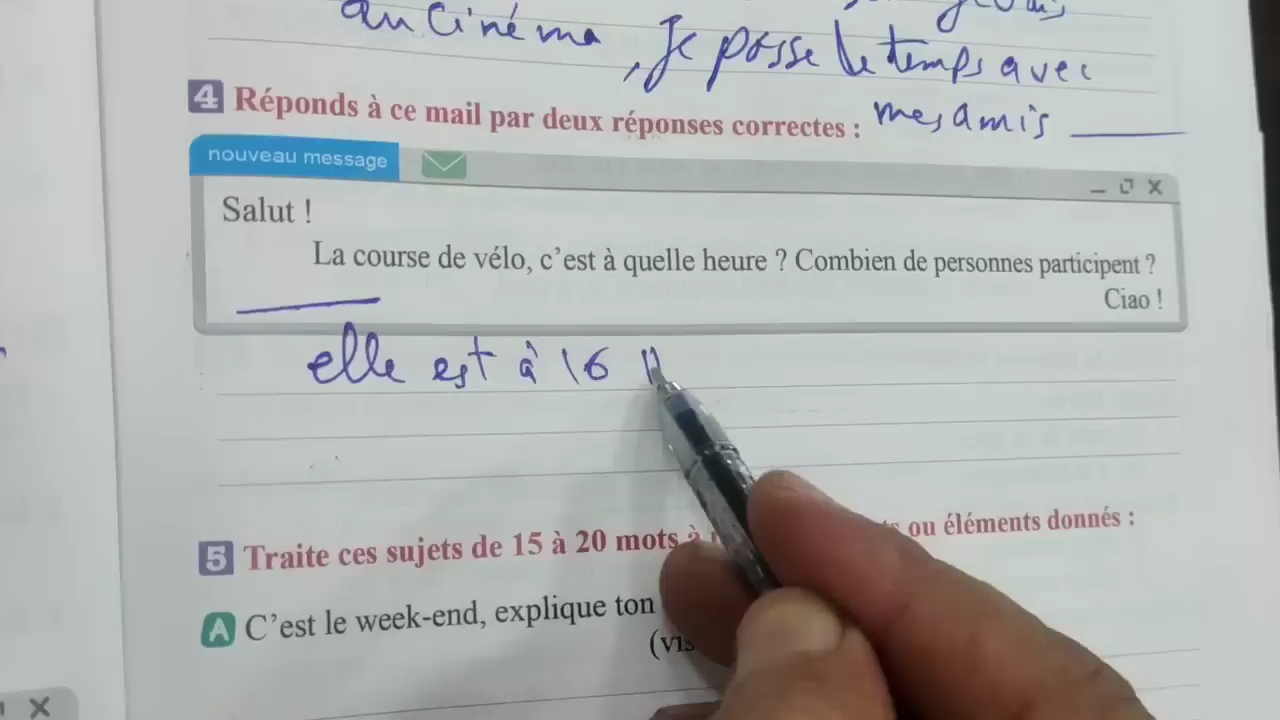 au cinéma, Je passe le temps avec
4 Réponds à ce mail par deux réponses correctes : mes amis
nouveau message
Salut !
La course de vélo, c'est à quelle heure ? Combien de personnes participent ?
Ciao !
elle est à 16 h
5 Traite ces sujets de 15 à 20 mots à ou éléments donnés :
A C'est le week-end, explique ton